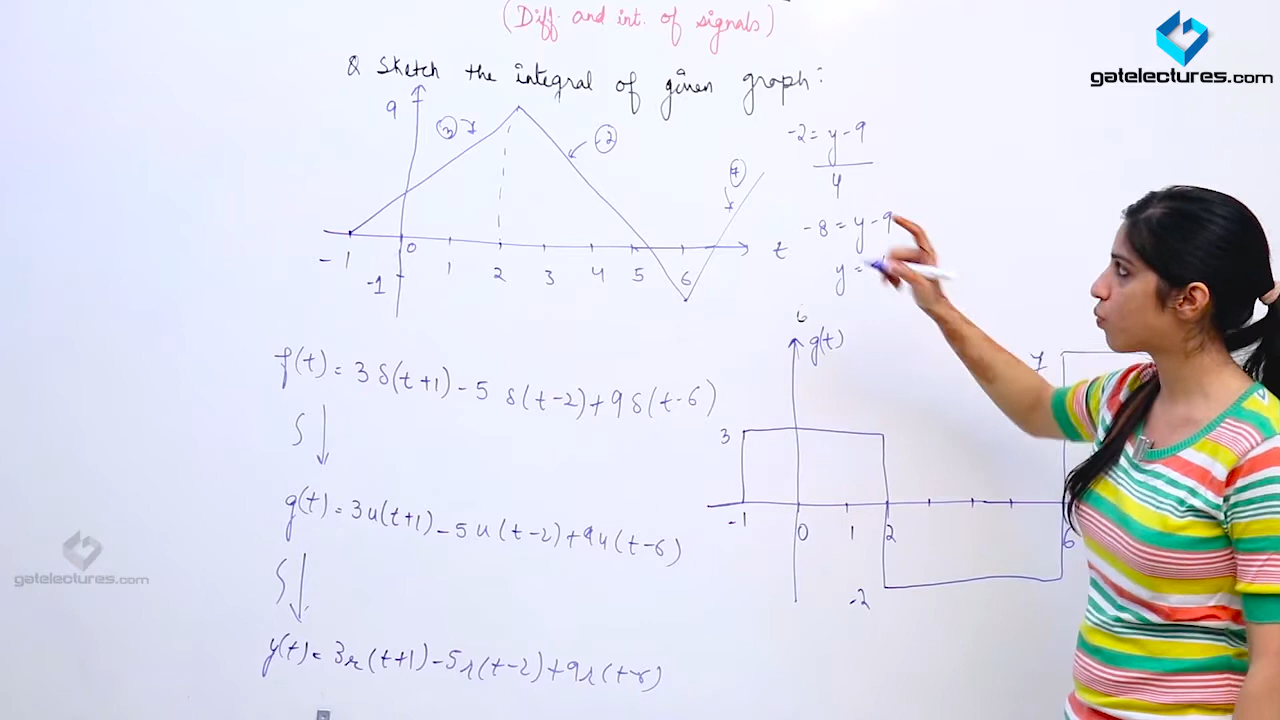 (Diff. and int. of signals)
Q Sketch the integral of given graph:
gatelectures.com
9
3
-2
7
-1 0 1 2 3 4 5 6 t
-1
-2 = y-9
4
-8 = y-9
y =
f(t) = 3 δ(t+1) - 5 δ(t-2) + 9 δ(t-6)
∫
g(t) = 3u(t+1) - 5u(t-2) + 9u(t-6)
∫
y(t) = 3r(t+1) - 5r(t-2) + 9r(t-6)
6
g(t)
7
3
-1 0 1 2 6
-2
gatelectures.com